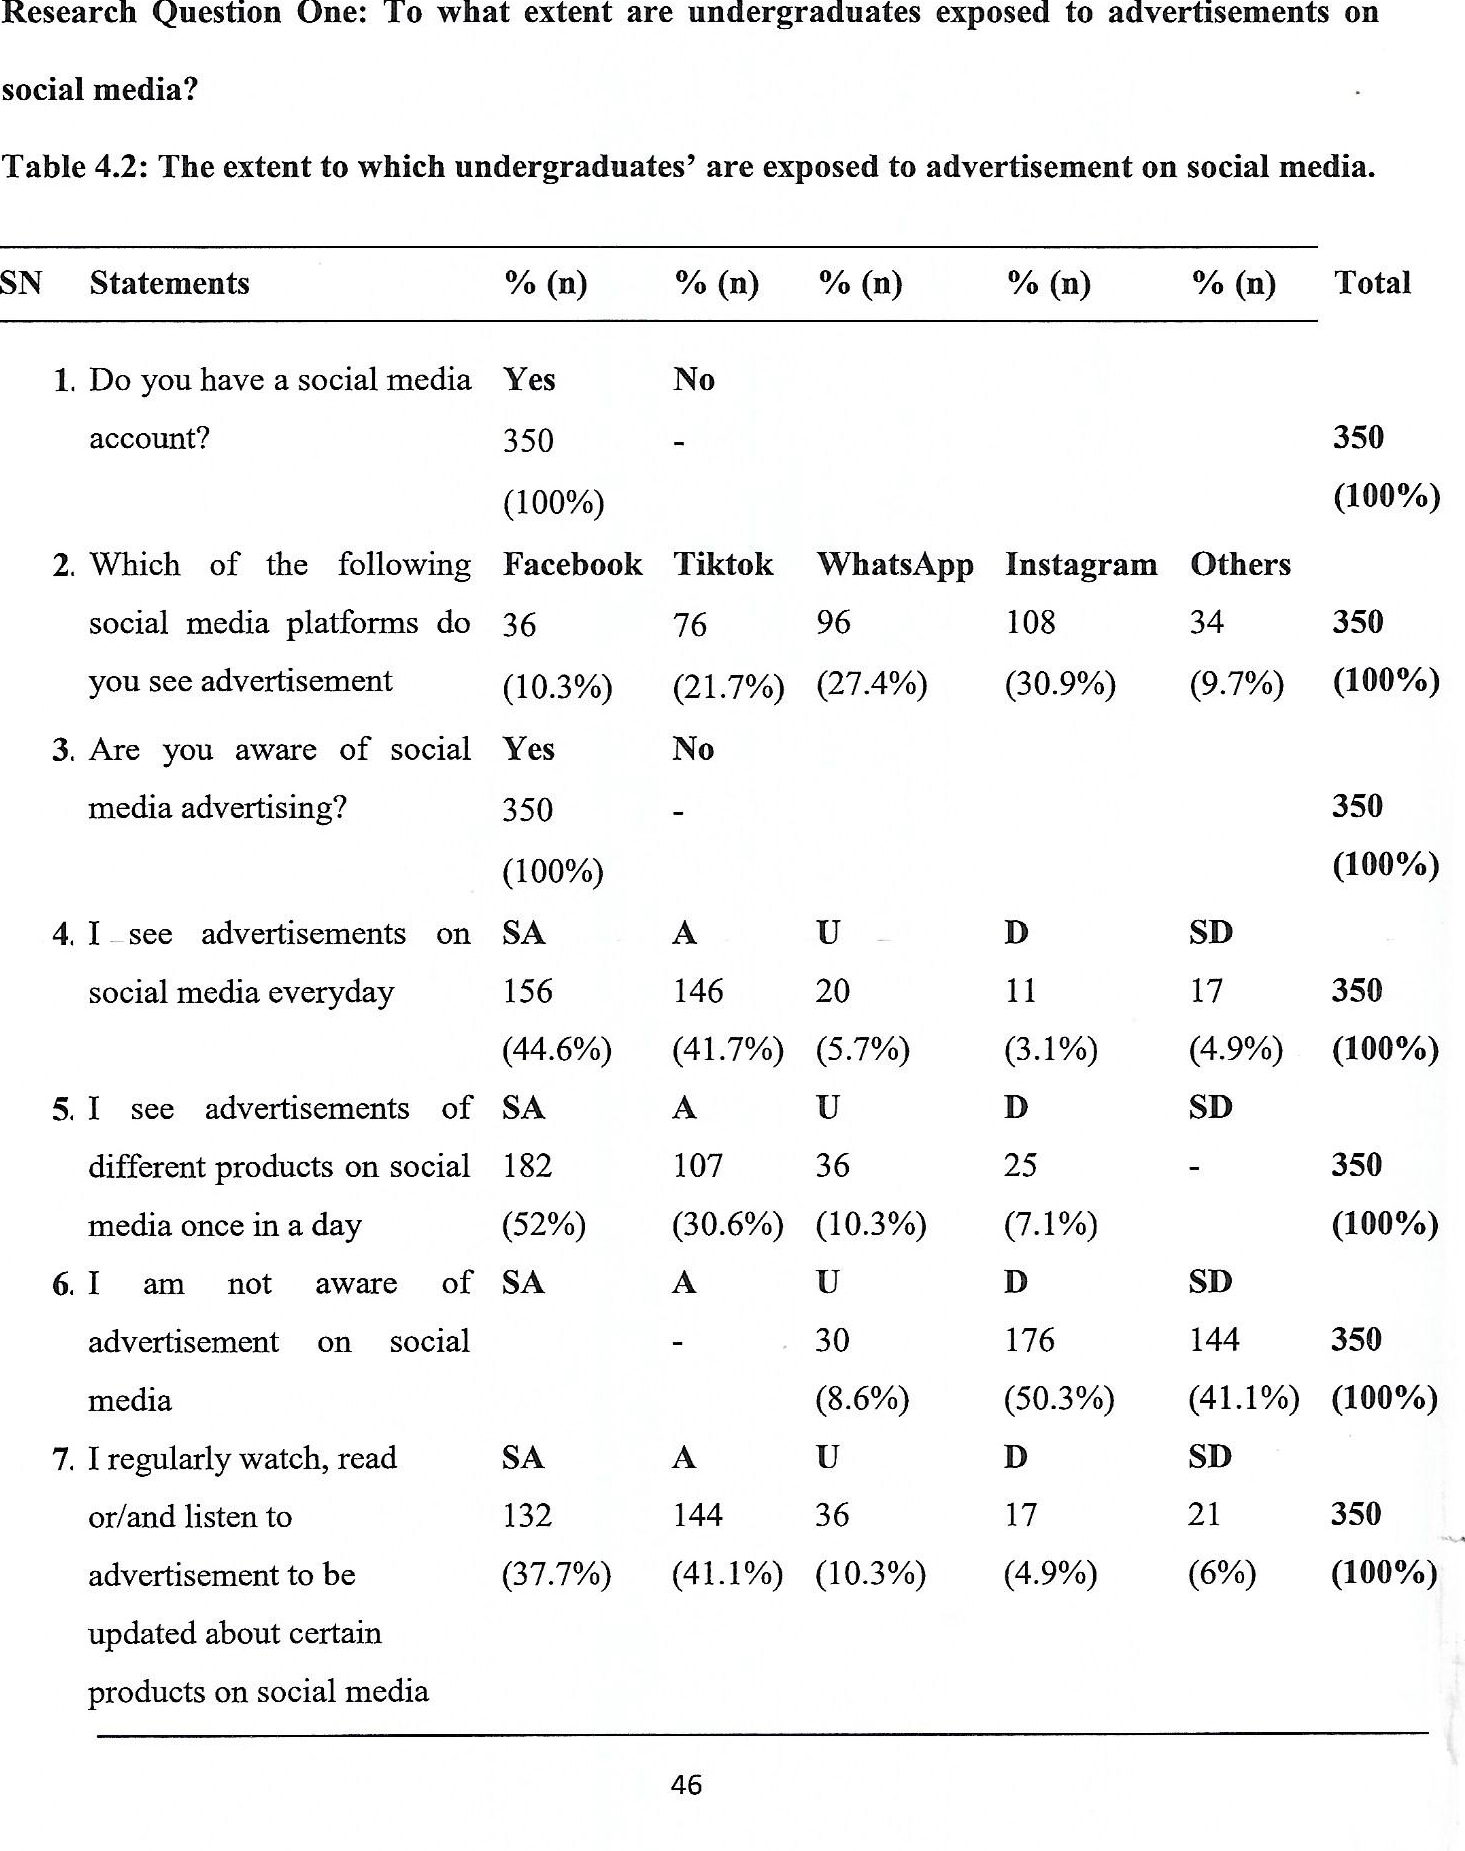 Research Question One: To what extent are undergraduates exposed to advertisements on
social media?
Table 4.2: The extent to which undergraduates’ are exposed to advertisement on social media.
SN Statements % (n) % (n) % (n) % (n) % (n) Total
1. Do you have a social media Yes No
account? 350 - 350
(100%) (100%)
2. Which of the following Facebook Tiktok WhatsApp Instagram Others
social media platforms do 36 76 96 108 34 350
you see advertisement (10.3%) (21.7%) (27.4%) (30.9%) (9.7%) (100%)
3. Are you aware of social Yes No
media advertising? 350 - 350
(100%) (100%)
4. I see advertisements on SA A U D SD
social media everyday 156 146 20 11 17 350
(44.6%) (41.7%) (5.7%) (3.1%) (4.9%) (100%)
5. I see advertisements of SA A U D SD
different products on social 182 107 36 25 - 350
media once in a day (52%) (30.6%) (10.3%) (7.1%) (100%)
6. I am not aware of SA A U D SD
advertisement on social - 30 176 144 350
media (8.6%) (50.3%) (41.1%) (100%)
7. I regularly watch, read SA A U D SD
or/and listen to 132 144 36 17 21 350
advertisement to be (37.7%) (41.1%) (10.3%) (4.9%) (6%) (100%)
updated about certain
products on social media
46